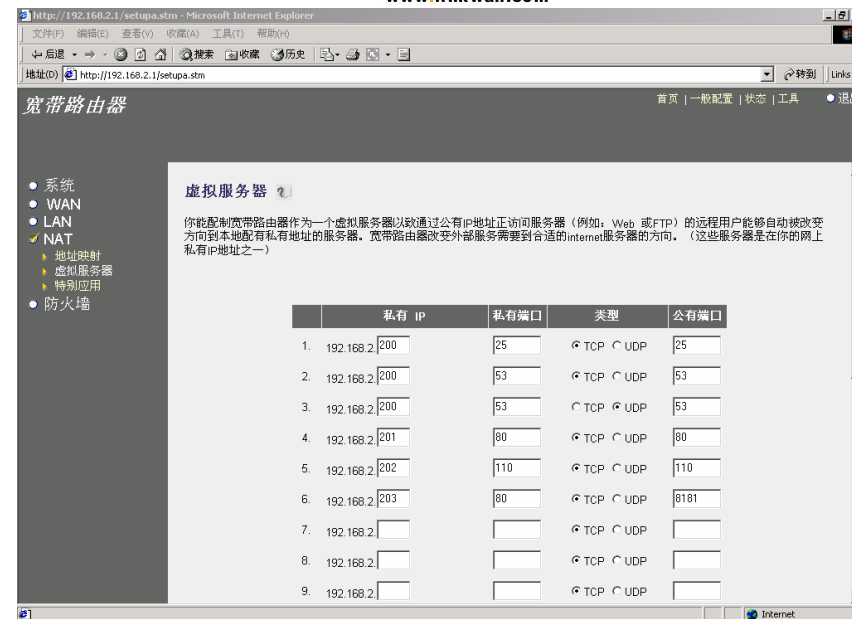 http://192.168.2.1/setupa.stm - Microsoft Internet Explorer
文件(F) 编辑(E) 查看(V) 收藏(A) 工具(T) 帮助(H)
后退 搜索 收藏 历史
地址(D) http://192.168.2.1/setupa.stm 转到 Links
宽带路由器
首页 | 一般配置 | 状态 | 工具
系统
WAN
LAN
NAT
地址映射
虚拟服务器
特别应用
防火墙
虚拟服务器
你能配制宽带路由器作为一个虚拟服务器以致通过公有IP地址正访问服务器（例如：Web 或FTP）的远程用户能够自动被改变
方向到本地配有私有地址的服务器。宽带路由器改变外部服务需要到合适的internet服务器的方向。（这些服务器是在你的网上
私有IP地址之一）
私有 IP 私有端口 类型 公有端口
1. 192.168.2. 200 25 TCP UDP 25
2. 192.168.2. 200 53 TCP UDP 53
3. 192.168.2. 200 53 TCP UDP 53
4. 192.168.2. 201 80 TCP UDP 80
5. 192.168.2. 202 110 TCP UDP 110
6. 192.168.2. 203 80 TCP UDP 8181
7. 192.168.2. TCP UDP
8. 192.168.2. TCP UDP
9. 192.168.2. TCP UDP
Internet